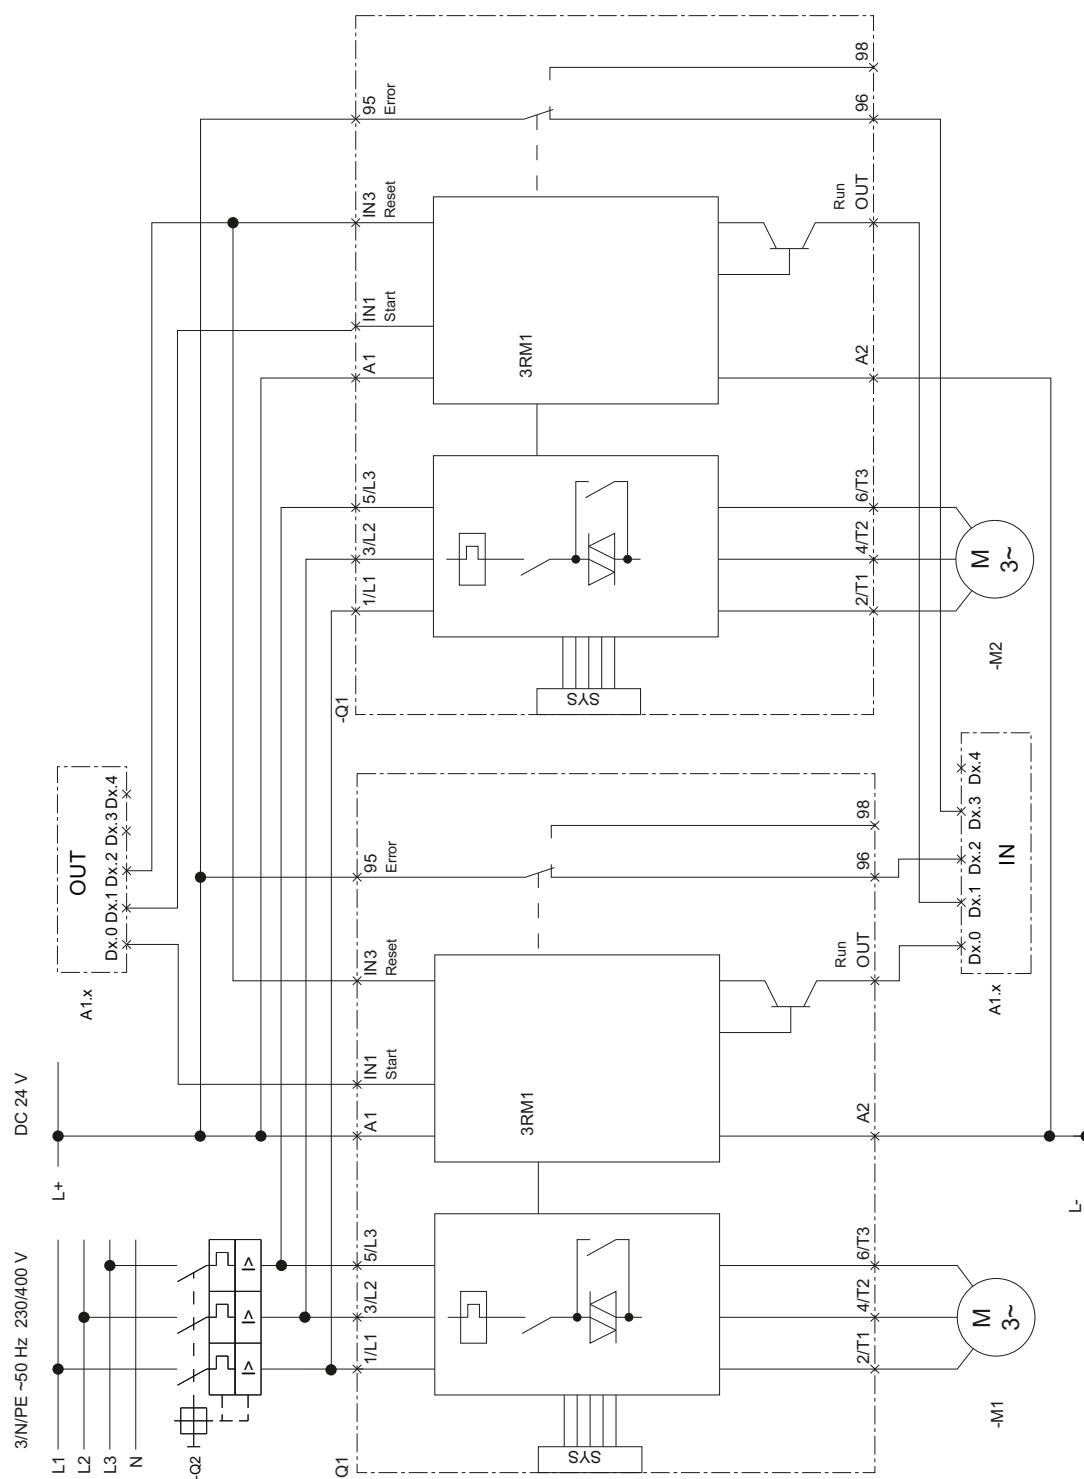 3/N/PE ~50 Hz 230/400 V
L1
L2
L3
N
-Q2
I>
I>
I>
DC 24 V
L+
L-
A1.x
OUT
Dx.0
Dx.1
Dx.2
Dx.3
Dx.4
Q1
1/L1
3/L2
5/L3
A1
IN1
Start
IN3
Reset
95
Error
SYS
3RM1
2/T1
4/T2
6/T3
A2
Run
OUT
96
98
M
3~
-M1
-Q1
1/L1
3/L2
5/L3
A1
IN1
Start
IN3
Reset
95
Error
SYS
3RM1
2/T1
4/T2
6/T3
A2
Run
OUT
96
98
M
3~
-M2
A1.x
IN
Dx.0
Dx.1
Dx.2
Dx.3
Dx.4